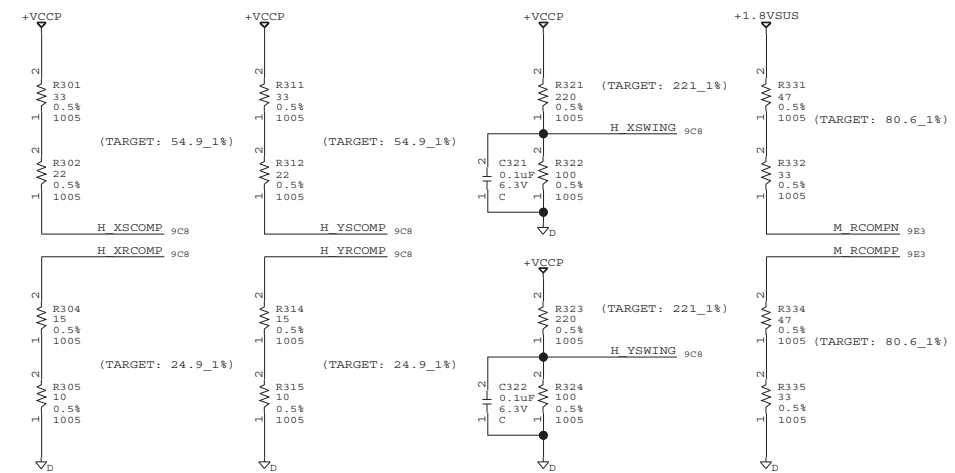 +VCCP
2
R301
33
0.5%
1 1005
(TARGET: 54.9_1%)
2
R302
22
0.5%
1 1005
H_XSCOMP 9C8
H_XRCOMP 9C8
2
R304
15
0.5%
1 1005
(TARGET: 24.9_1%)
2
R305
10
0.5%
1 1005
D
+VCCP
2
R311
33
0.5%
1 1005
(TARGET: 54.9_1%)
2
R312
22
0.5%
1 1005
H_YSCOMP 9C8
H_YRCOMP 9C8
2
R314
15
0.5%
1 1005
(TARGET: 24.9_1%)
2
R315
10
0.5%
1 1005
D
+VCCP
2
R321 (TARGET: 221_1%)
220
0.5%
1 1005
H_XSWING 9C8
2
C321
0.1uF
6.3V
1 C
2
R322
100
0.5%
1 1005
D
+VCCP
2
R323 (TARGET: 221_1%)
220
0.5%
1 1005
H_YSWING 9C8
2
C322
0.1uF
6.3V
1 C
2
R324
100
0.5%
1 1005
D
+1.8VSUS
2
R331
47
0.5%
1 1005 (TARGET: 80.6_1%)
2
R332
33
0.5%
1 1005
M_RCOMPN 9E3
M_RCOMPP 9E3
2
R334
47
0.5%
1 1005 (TARGET: 80.6_1%)
2
R335
33
0.5%
1 1005
D